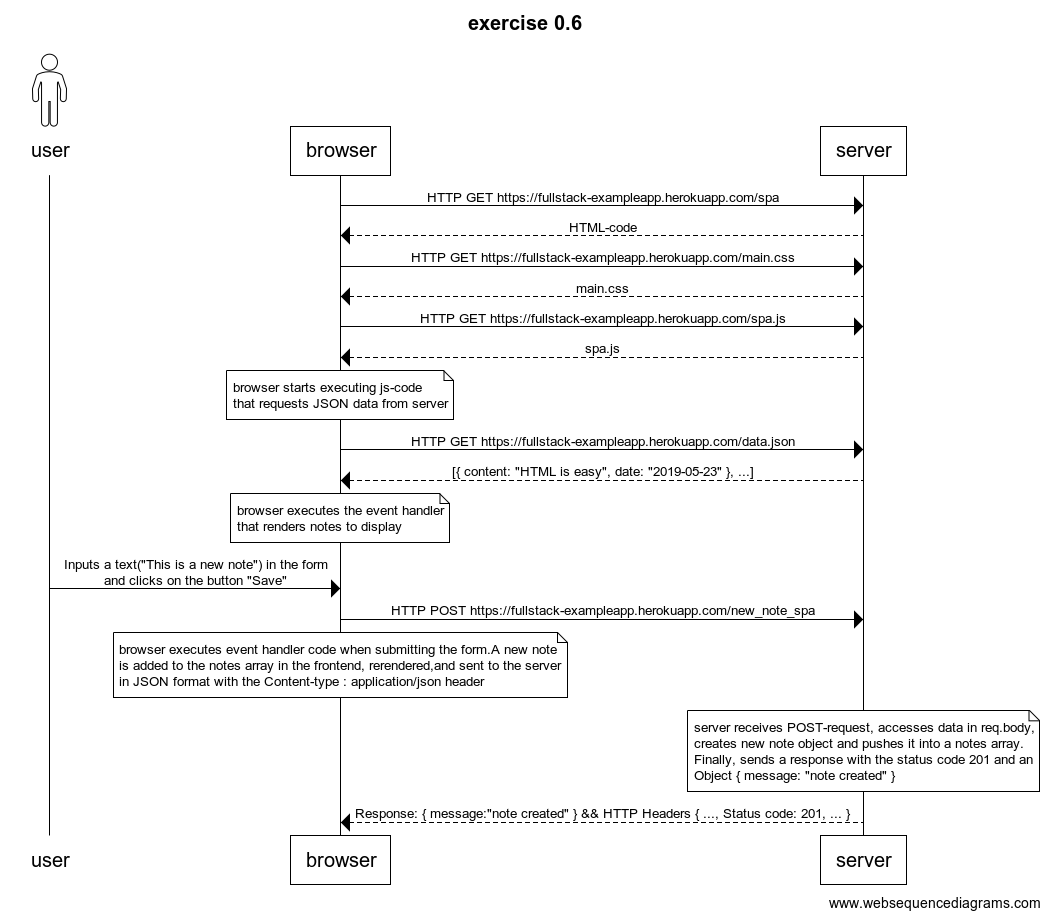 exercise 0.6
user
browser
server
HTTP GET https://fullstack-exampleapp.herokuapp.com/spa
HTML-code
HTTP GET https://fullstack-exampleapp.herokuapp.com/main.css
main.css
HTTP GET https://fullstack-exampleapp.herokuapp.com/spa.js
spa.js
browser starts executing js-code
that requests JSON data from server
HTTP GET https://fullstack-exampleapp.herokuapp.com/data.json
[{ content: "HTML is easy", date: "2019-05-23" }, ...]
browser executes the event handler
that renders notes to display
Inputs a text("This is a new note") in the form
and clicks on the button "Save"
HTTP POST https://fullstack-exampleapp.herokuapp.com/new_note_spa
browser executes event handler code when submitting the form.A new note
is added to the notes array in the frontend, rerendered,and sent to the server
in JSON format with the Content-type : application/json header
server receives POST-request, accesses data in req.body,
creates new note object and pushes it into a notes array.
Finally, sends a response with the status code 201 and an
Object { message: "note created" }
Response: { message:"note created" } && HTTP Headers { ..., Status code: 201, ... }
user
browser
server
www.websequencediagrams.com